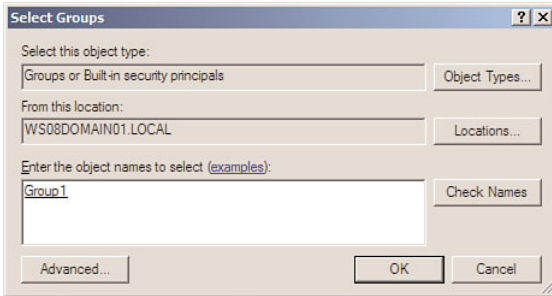 Select Groups
Select this object type:
Groups or Built-in security principals
Object Types...
From this location:
WS08DOMAIN01.LOCAL
Locations...
Enter the object names to select (examples):
Group1
Check Names
Advanced...
OK
Cancel